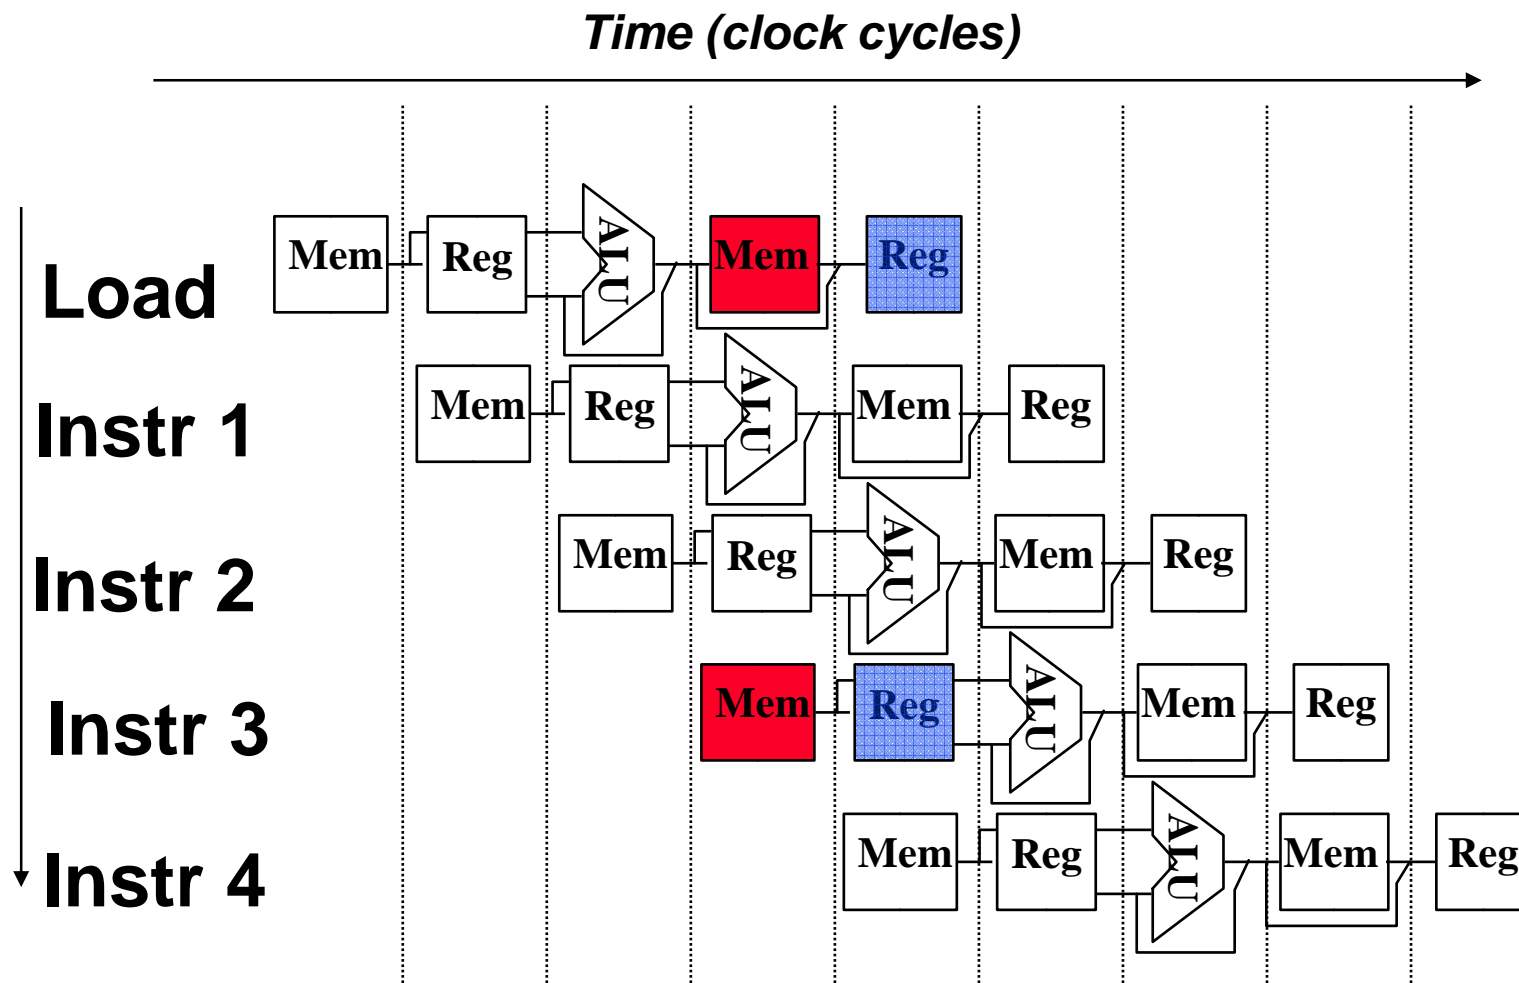 Time (clock cycles)
Load
Mem Reg ALU Mem Reg
Instr 1
Mem Reg ALU Mem Reg
Instr 2
Mem Reg ALU Mem Reg
Instr 3
Mem Reg ALU Mem Reg
Instr 4
Mem Reg ALU Mem Reg